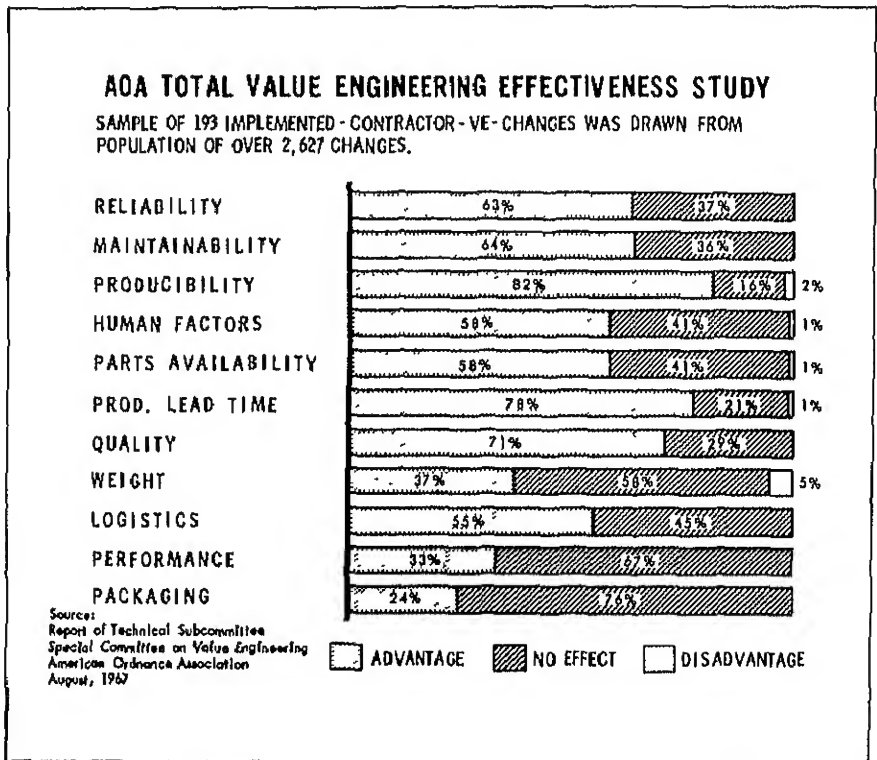 AOA TOTAL VALUE ENGINEERING EFFECTIVENESS STUDY
SAMPLE OF 193 IMPLEMENTED-CONTRACTOR-VE-CHANGES WAS DRAWN FROM
POPULATION OF OVER 2,627 CHANGES.
RELIABILITY 63% 37%
MAINTAINABILITY 64% 36%
PRODUCIBILITY 82% 16% 2%
HUMAN FACTORS 58% 41% 1%
PARTS AVAILABILITY 58% 41% 1%
PROD. LEAD TIME 78% 21% 1%
QUALITY 71% 29%
WEIGHT 37% 58% 5%
LOGISTICS 55% 45%
PERFORMANCE 33% 67%
PACKAGING 24% 76%
Source:
Report of Technical Subcommittee
Special Committee on Value Engineering
American Ordnance Association
August, 1967
ADVANTAGE NO EFFECT DISADVANTAGE